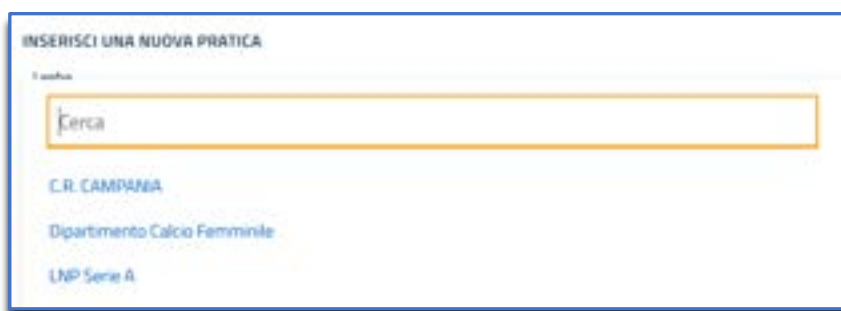 INSERISCI UNA NUOVA PRATICA
Cerca
C.R. CAMPANIA
Dipartimento Calcio Femminile
LNP Serie A